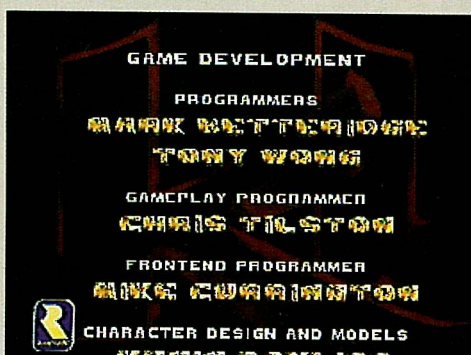 GAME DEVELOPMENT
PROGRAMMERS
MARK BETTERIDGE
TONY WONG
GAMEPLAY PROGRAMMER
CHRIS TILSTON
FRONTEND PROGRAMMER
MIKE CURRINGTON
CHARACTER DESIGN AND MODELS